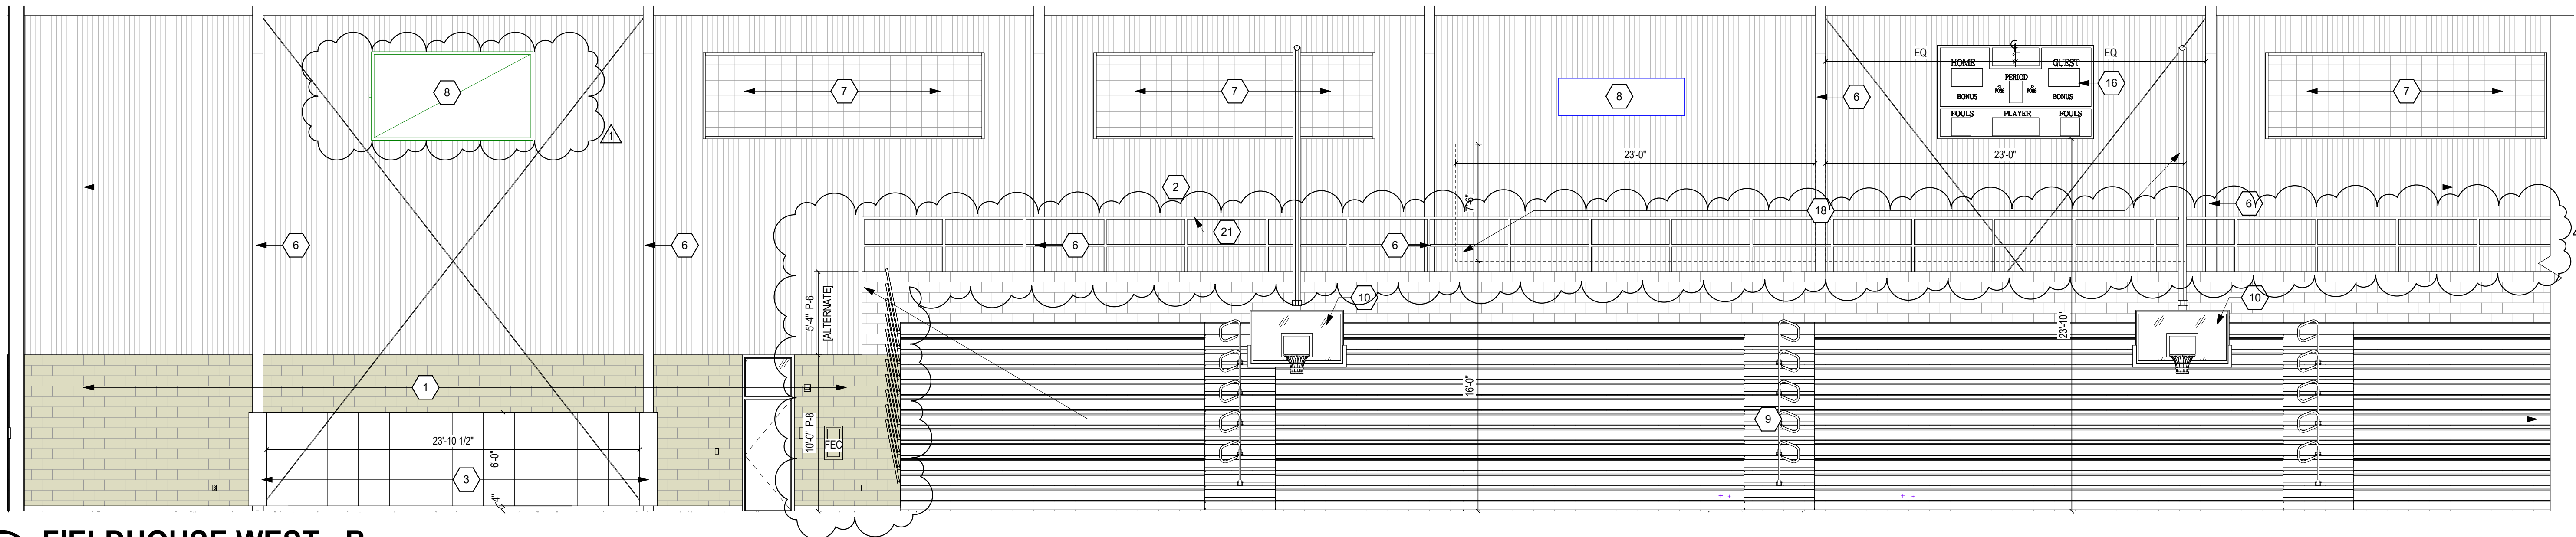 EQ
℄
EQ
HOME
GUEST
PERIOD
16
8
7
7
8
6
POSS
POSS
7
BONUS
BONUS
FOULS
PLAYER
FOULS
1
23'-0"
23'-0"
2
7'-6"
18
6
21
6
6
6
6
10
10
5'-4" P-6
[ALTERNATE]
23'-10"
1
16'-0"
9
10'-0" P-8
FEC
23'-10 1/2"
6'-0"
3
4"
FIELDHOUSE WEST - B